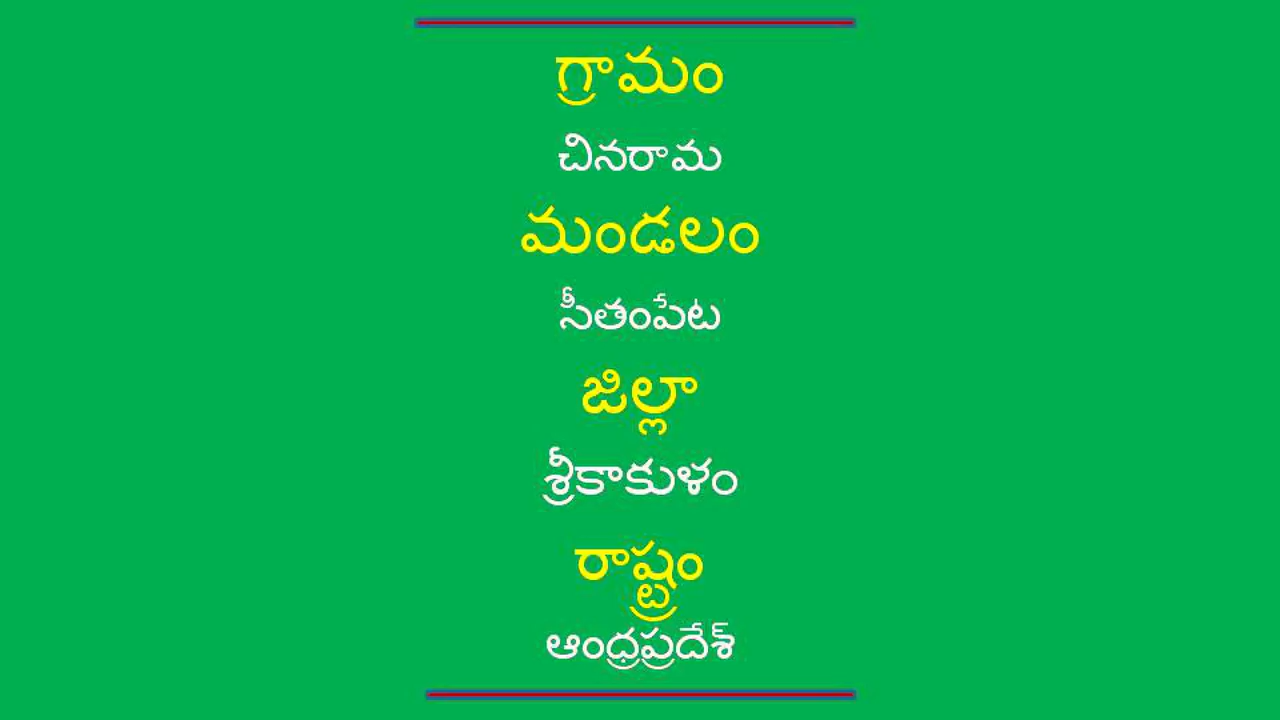 గ్రామం
చినరామ
మండలం
సీతంపేట
జిల్లా
శ్రీకాకుళం
రాష్ట్రం
ఆంధ్రప్రదేశ్